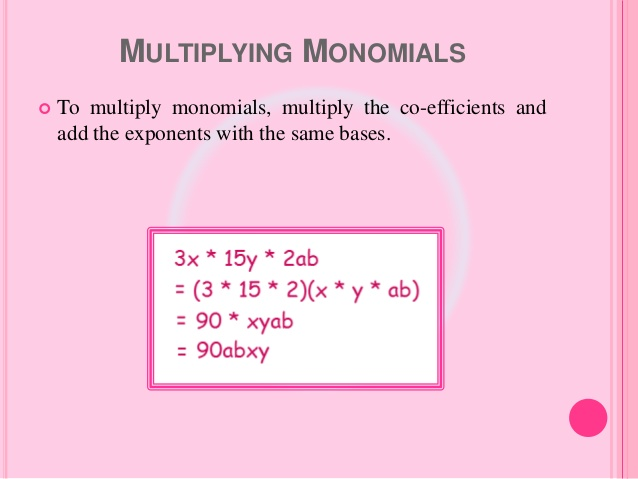 MULTIPLYING MONOMIALS
To multiply monomials, multiply the co-efficients and
add the exponents with the same bases.
3x * 15y * 2ab
= (3 * 15 * 2)(x * y * ab)
= 90 * xyab
= 90abxy